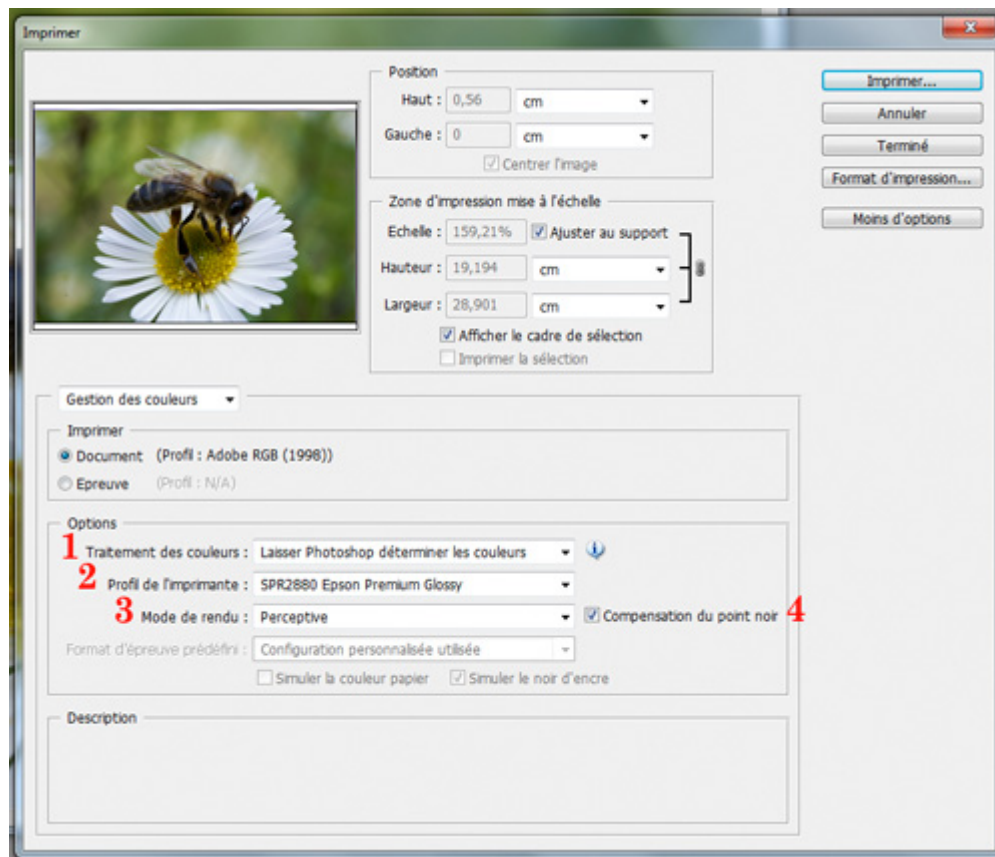 Imprimer
Position
Haut : 0,56 cm
Gauche : 0 cm
Centrer l'image
Zone d'impression mise à l'échelle
Echelle : 159,21% Ajuster au support
Hauteur : 19,194 cm
Largeur : 28,901 cm
Afficher le cadre de sélection
Imprimer la sélection
Imprimer...
Annuler
Terminé
Format d'impression...
Moins d'options
Gestion des couleurs
Imprimer
Document (Profil : Adobe RGB (1998))
Epreuve (Profil : N/A)
Options
1 Traitement des couleurs : Laisser Photoshop déterminer les couleurs
2 Profil de l'imprimante : SPR2880 Epson Premium Glossy
3 Mode de rendu : Perceptive Compensation du point noir 4
Format d'épreuve prédéfini : Configuration personnalisée utilisée
Simuler la couleur papier Simuler le noir d'encre
Description